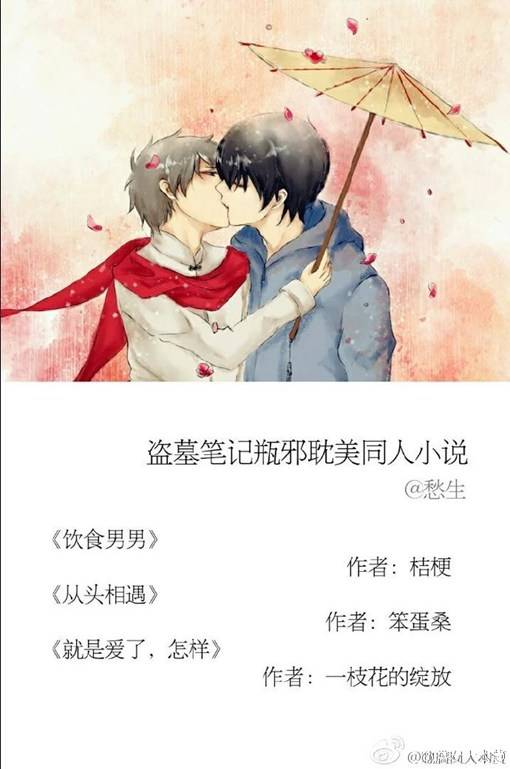 盗墓笔记瓶邪耽美同人小说
@愁生
《饮食男男》
作者：桔梗
《从头相遇》
作者：笨蛋桑
《就是爱了，怎样》
作者：一枝花的绽放